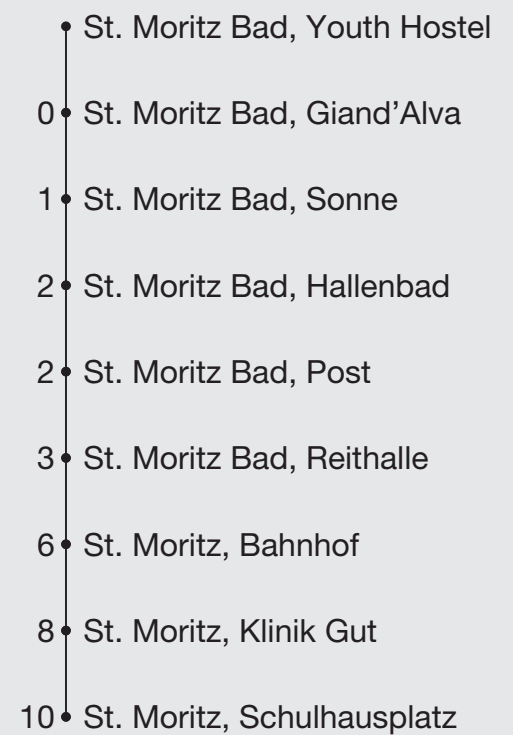 St. Moritz Bad, Youth Hostel
0 St. Moritz Bad, Giand'Alva
1 St. Moritz Bad, Sonne
2 St. Moritz Bad, Hallenbad
2 St. Moritz Bad, Post
3 St. Moritz Bad, Reithalle
6 St. Moritz, Bahnhof
8 St. Moritz, Klinik Gut
10 St. Moritz, Schulhausplatz